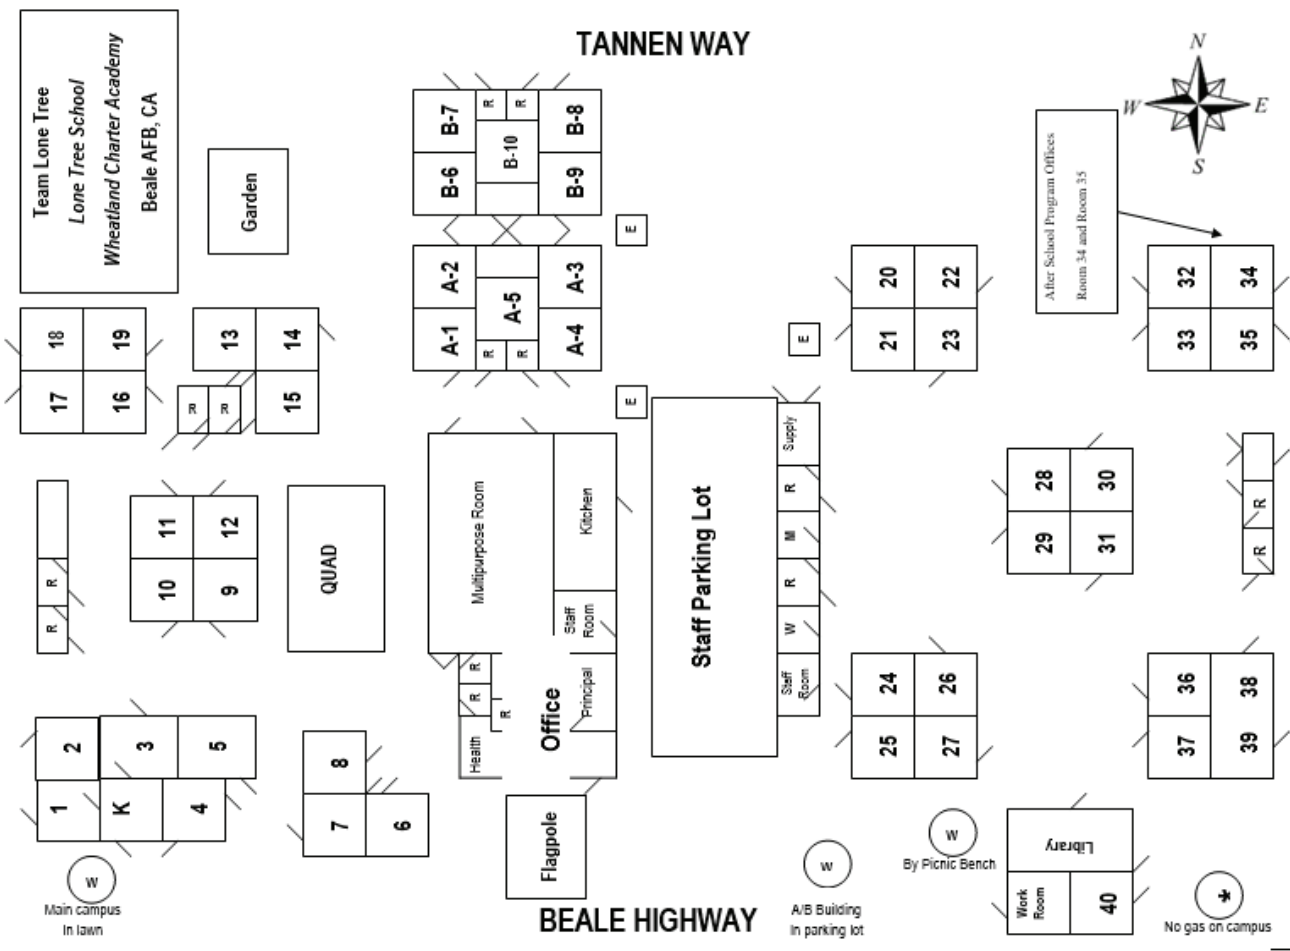 TANNEN WAY
Team Lone Tree
Lone Tree School
Wheatland Charter Academy
Beale AFB, CA
Garden
B-7
R
R
B-8
B-6
B-10
B-9
E
A-2
A-3
A-5
A-1
R
R
A-4
E
E
N
W
E
S
After School Program Offices
Room 34 and Room 35
18
19
17
16
13
14
R
R
15
20
22
21
23
32
34
33
35
R
R
11
12
10
9
QUAD
Multipurpose Room
Kitchen
Staff
Room
R
R
R
Office
Principal
Health
Staff Parking Lot
Supply
R
M
R
W
Staff
Room
28
30
29
31
R
R
24
26
25
27
36
38
37
39
2
3
5
1
K
4
8
7
6
Flagpole
W
Main campus
In lawn
BEALE HIGHWAY
W
A/B Building
In parking lot
W
By Picnic Bench
Library
Work
Room
40
*
No gas on campus